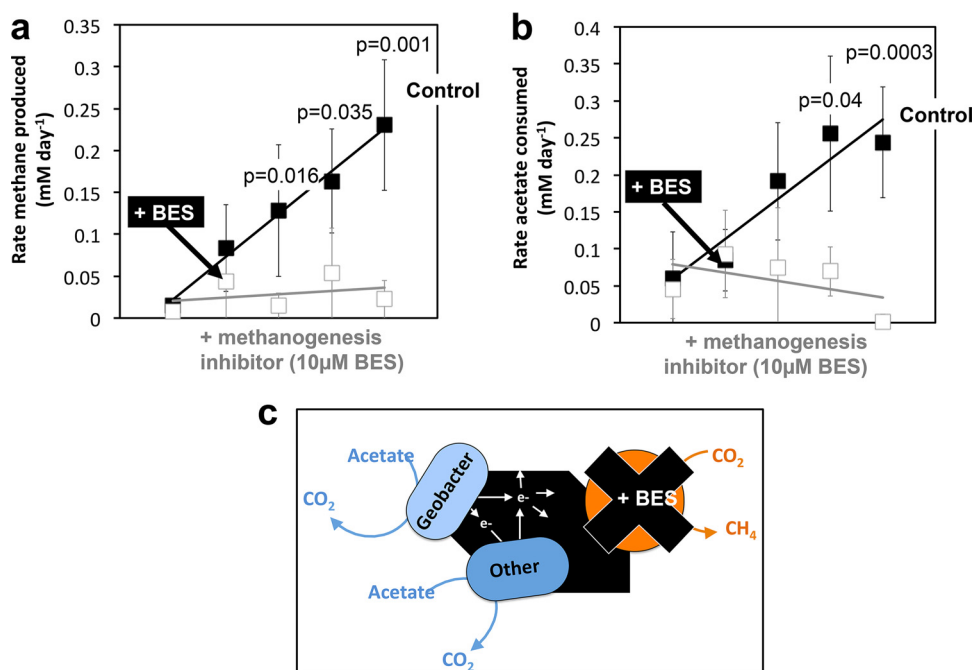 a
Rate methane produced
(mM day-1)
0.35
0.3
0.25
0.2
0.15
0.1
0.05
0
p=0.001
Control
p=0.035
p=0.016
+ BES
+ methanogenesis
inhibitor (10µM BES)
b
Rate acetate consumed
(mM day-1)
0.4
0.35
0.3
0.25
0.2
0.15
0.1
0.05
0
p=0.0003
p=0.04
Control
+ BES
+ methanogenesis
inhibitor (10µM BES)
c
Acetate
CO2
Geobacter
e-
e-
Other
Acetate
CO2
+ BES
CO2
CH4